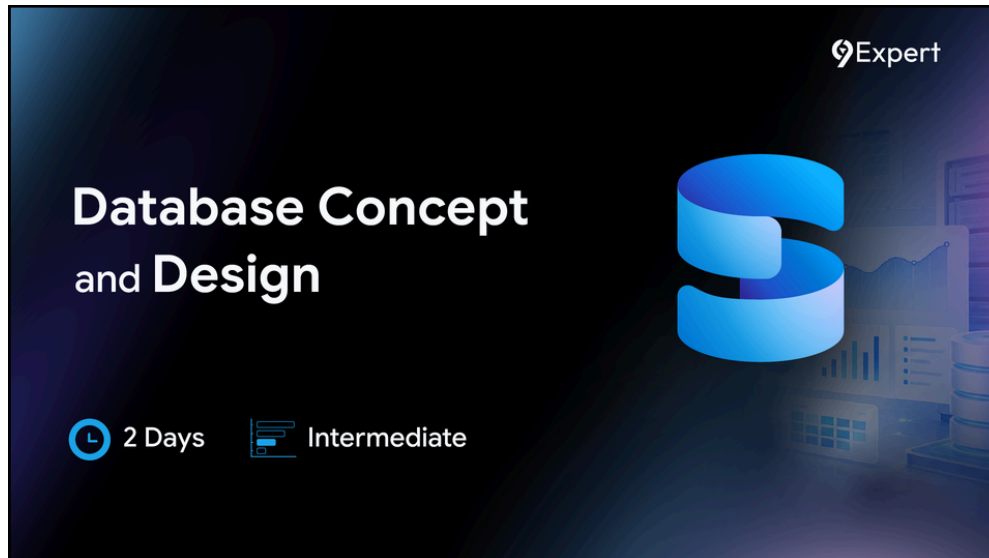 9Expert
Database Concept
and Design
2 Days
Intermediate